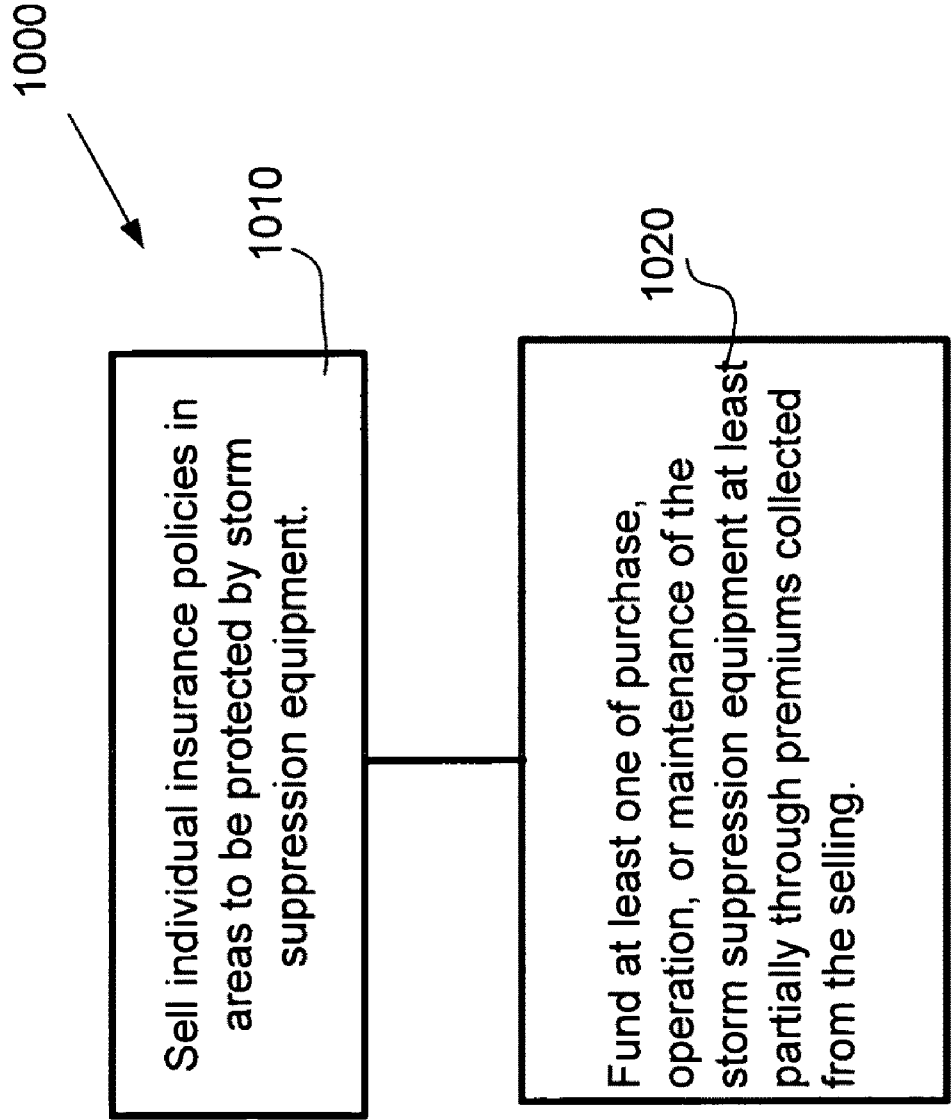 1000
Sell individual insurance policies in
areas to be protected by storm
suppression equipment.
1010
Fund at least one of purchase,
operation, or maintenance of the
storm suppression equipment at least
partially through premiums collected
from the selling.
1020